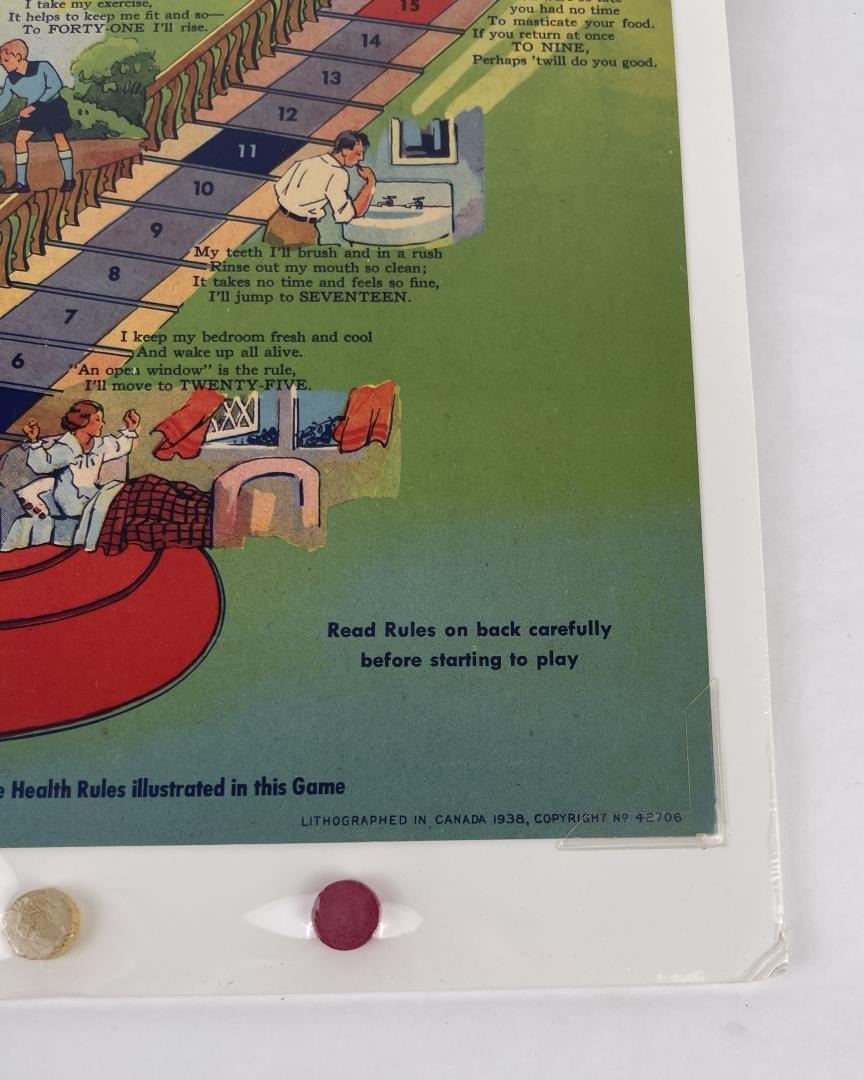 I take my exercise,
It helps to keep me fit and so—
To FORTY-ONE I'll rise.
you had no time
To masticate your food.
If you return at once
TO NINE,
Perhaps 'twill do you good.
15
14
13
12
11
10
9
8
7
6
My teeth I'll brush and in a rush
Rinse out my mouth so clean;
It takes no time and feels so fine,
I'll jump to SEVENTEEN.
I keep my bedroom fresh and cool
And wake up all alive.
"An open window" is the rule,
I'll move to TWENTY-FIVE.
Read Rules on back carefully
before starting to play
Health Rules illustrated in this Game
LITHOGRAPHED IN CANADA 1938, COPYRIGHT Nº 42706